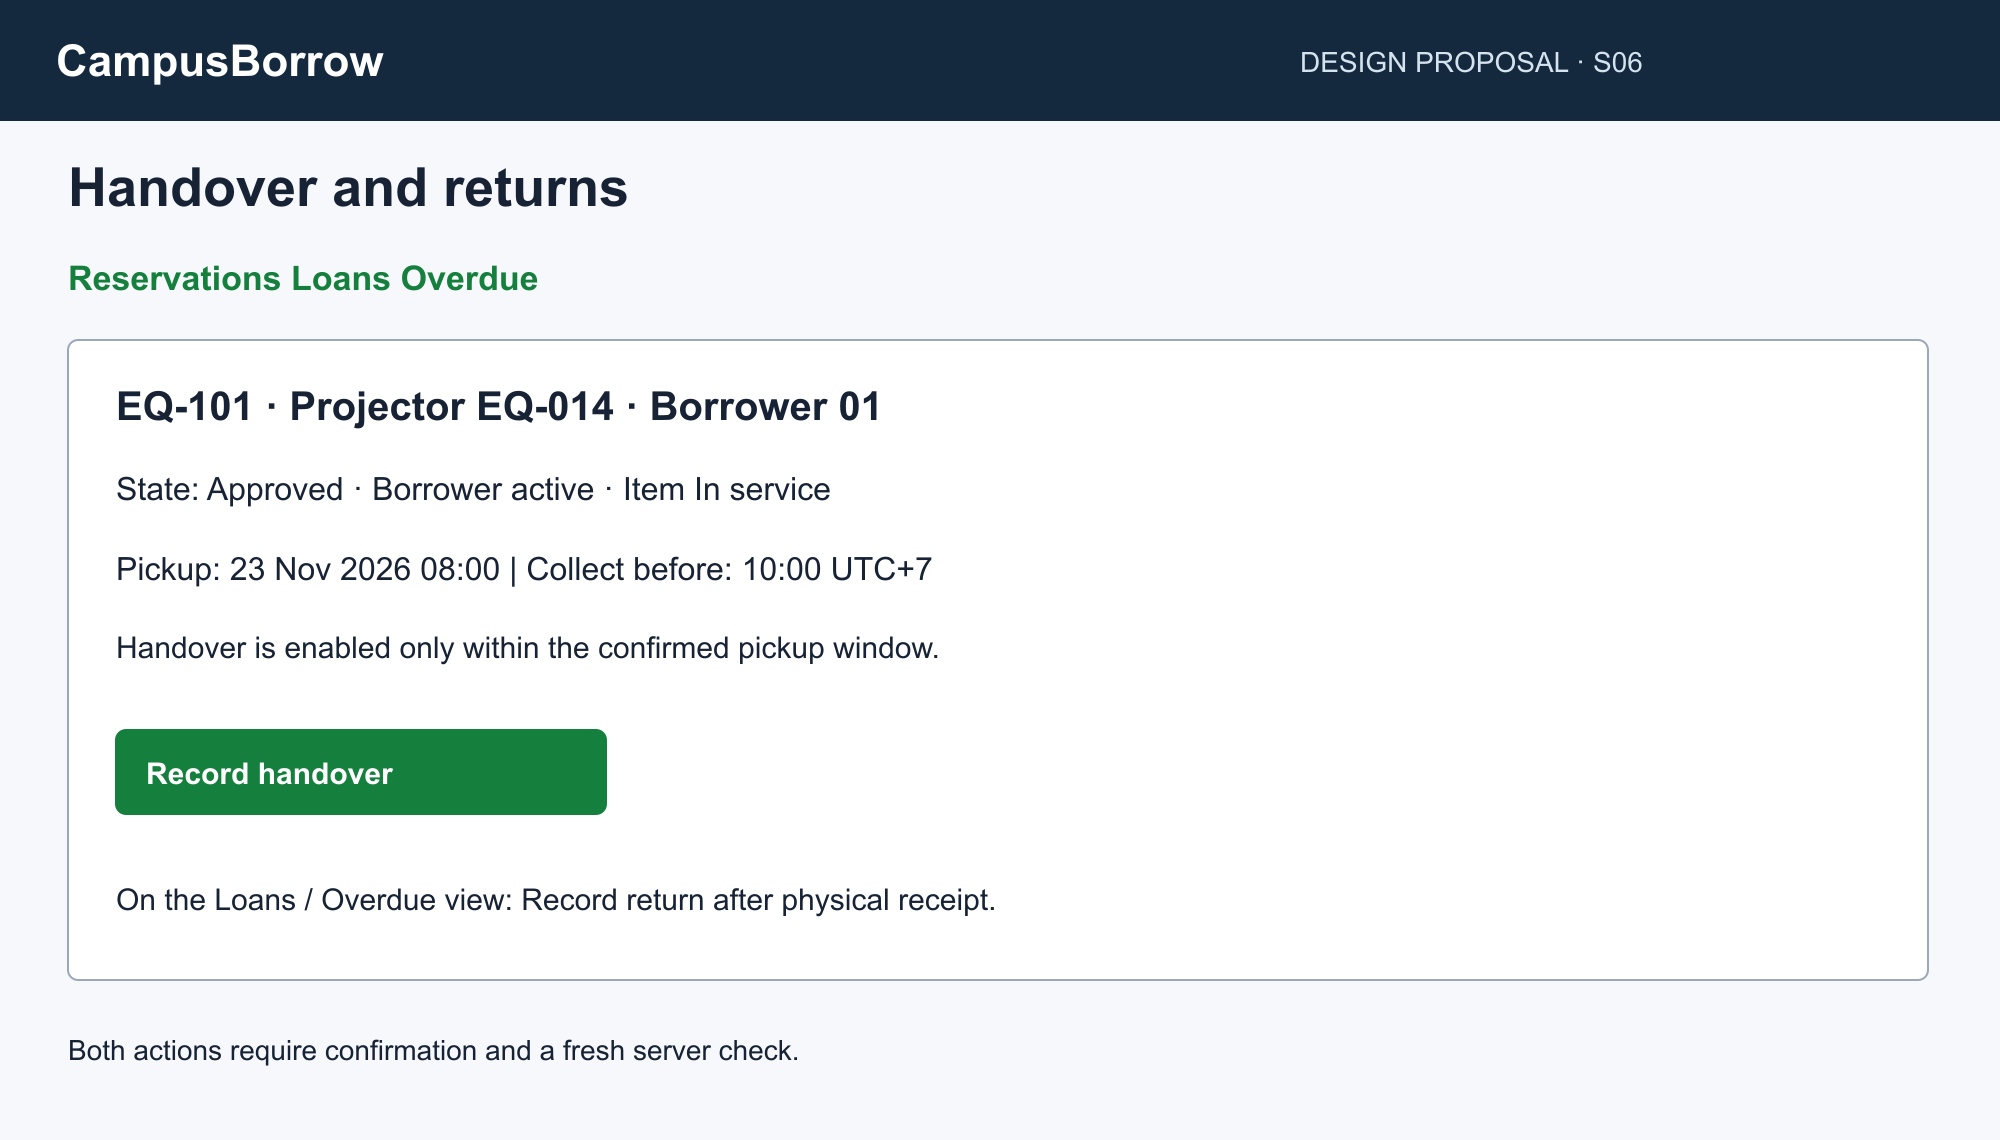 CampusBorrow
DESIGN PROPOSAL · S06
Handover and returns
Reservations Loans Overdue
EQ-101 · Projector EQ-014 · Borrower 01
State: Approved · Borrower active · Item In service
Pickup: 23 Nov 2026 08:00 | Collect before: 10:00 UTC+7
Handover is enabled only within the confirmed pickup window.
Record handover
On the Loans / Overdue view: Record return after physical receipt.
Both actions require confirmation and a fresh server check.